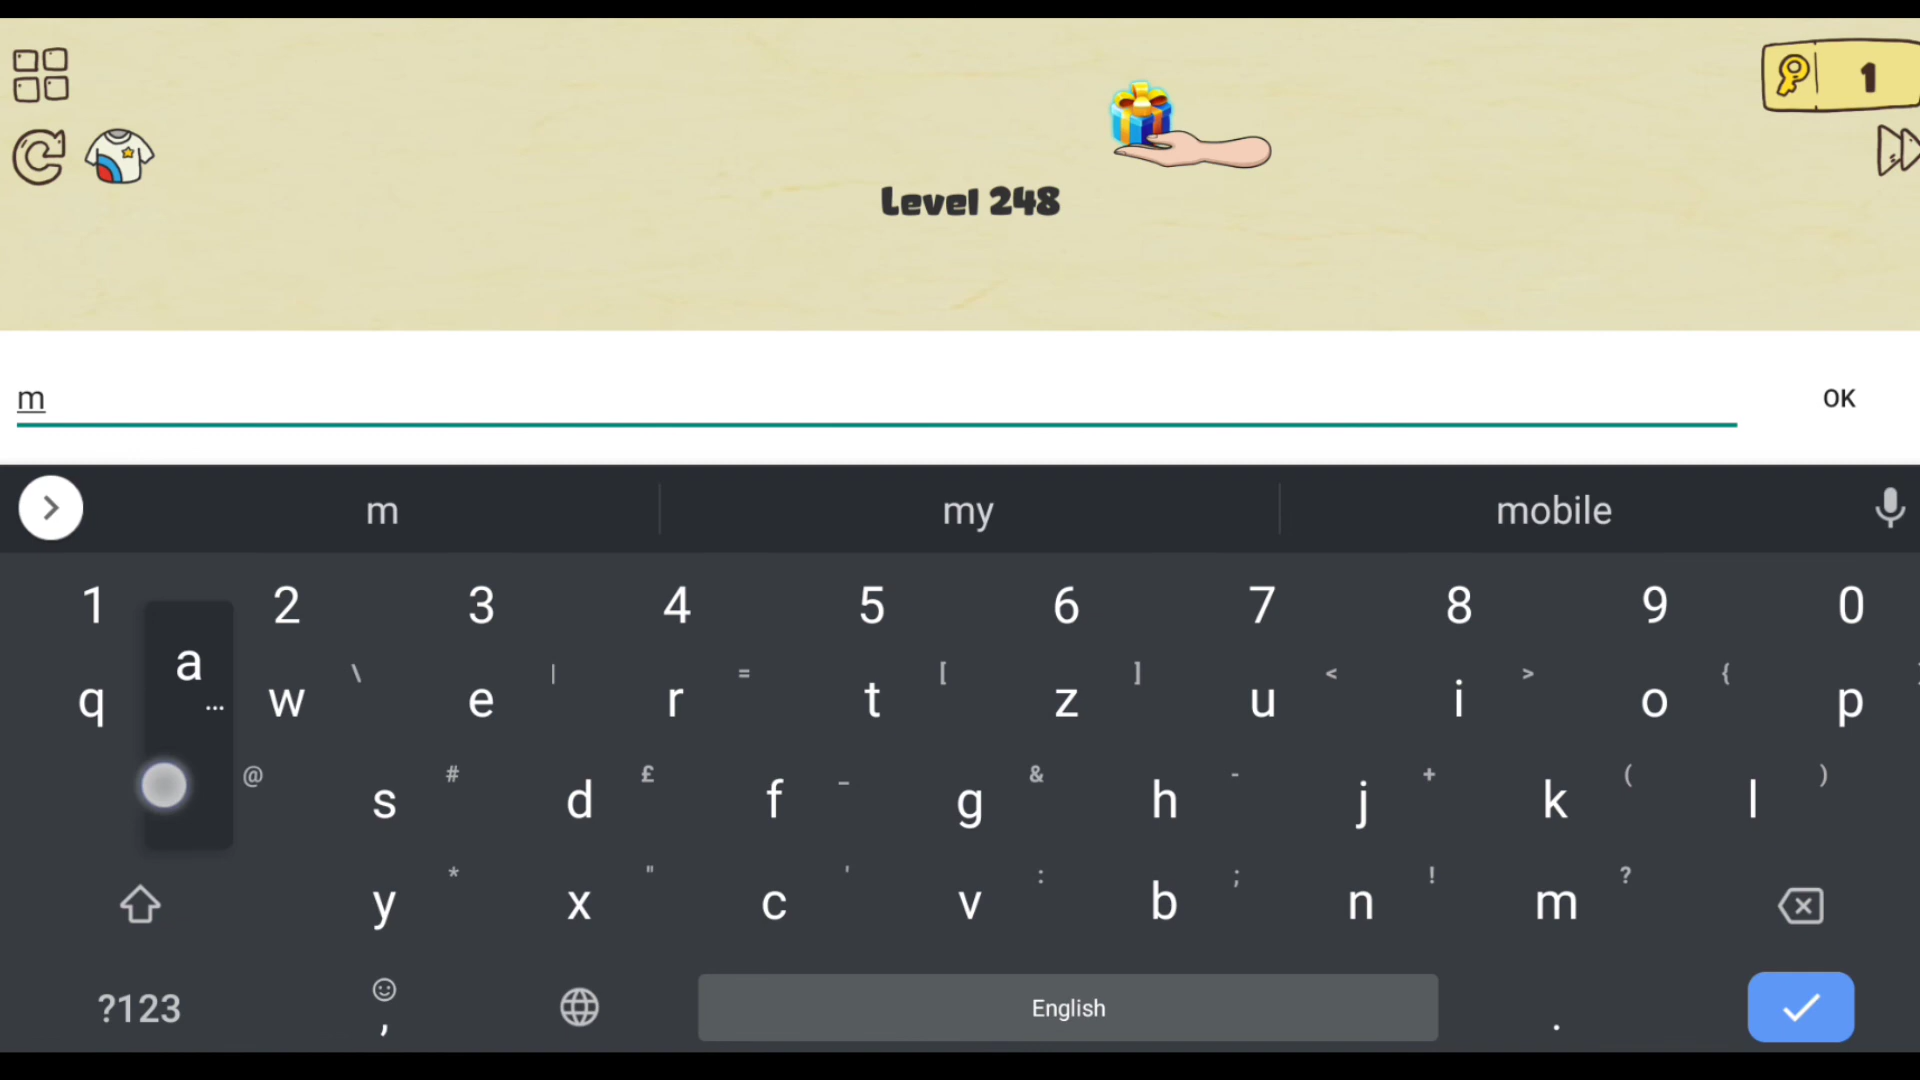 1
Level 248
m
OK
m my mobile
1 2 3 4 5 6 7 8 9 0
a
...
\ | = [ ] < > {
q w e r t z u i o p
@ # £ _ & - + ( )
s d f g h j k l
* " ' : ; ! ?
y x c v b n m
?123 , English .